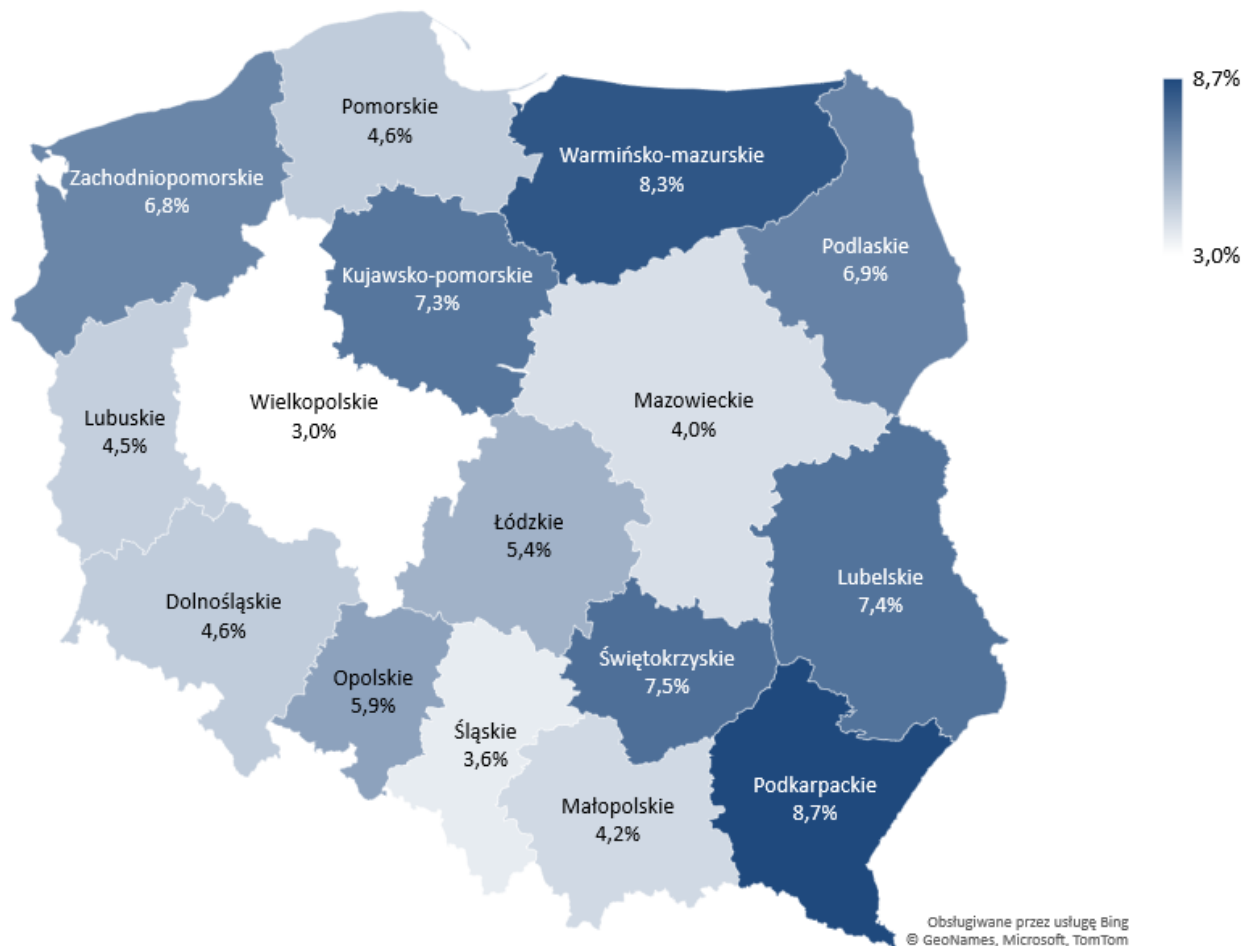 8,7%
3,0%
Pomorskie
4,6%
Warmińsko-mazurskie
8,3%
Zachodniopomorskie
6,8%
Podlaskie
6,9%
Kujawsko-pomorskie
7,3%
Wielkopolskie
3,0%
Mazowieckie
4,0%
Lubuskie
4,5%
Łódzkie
5,4%
Lubelskie
7,4%
Dolnośląskie
4,6%
Świętokrzyskie
7,5%
Opolskie
5,9%
Śląskie
3,6%
Podkarpackie
8,7%
Małopolskie
4,2%
Obsługiwane przez usługę Bing
© GeoNames, Microsoft, TomTom